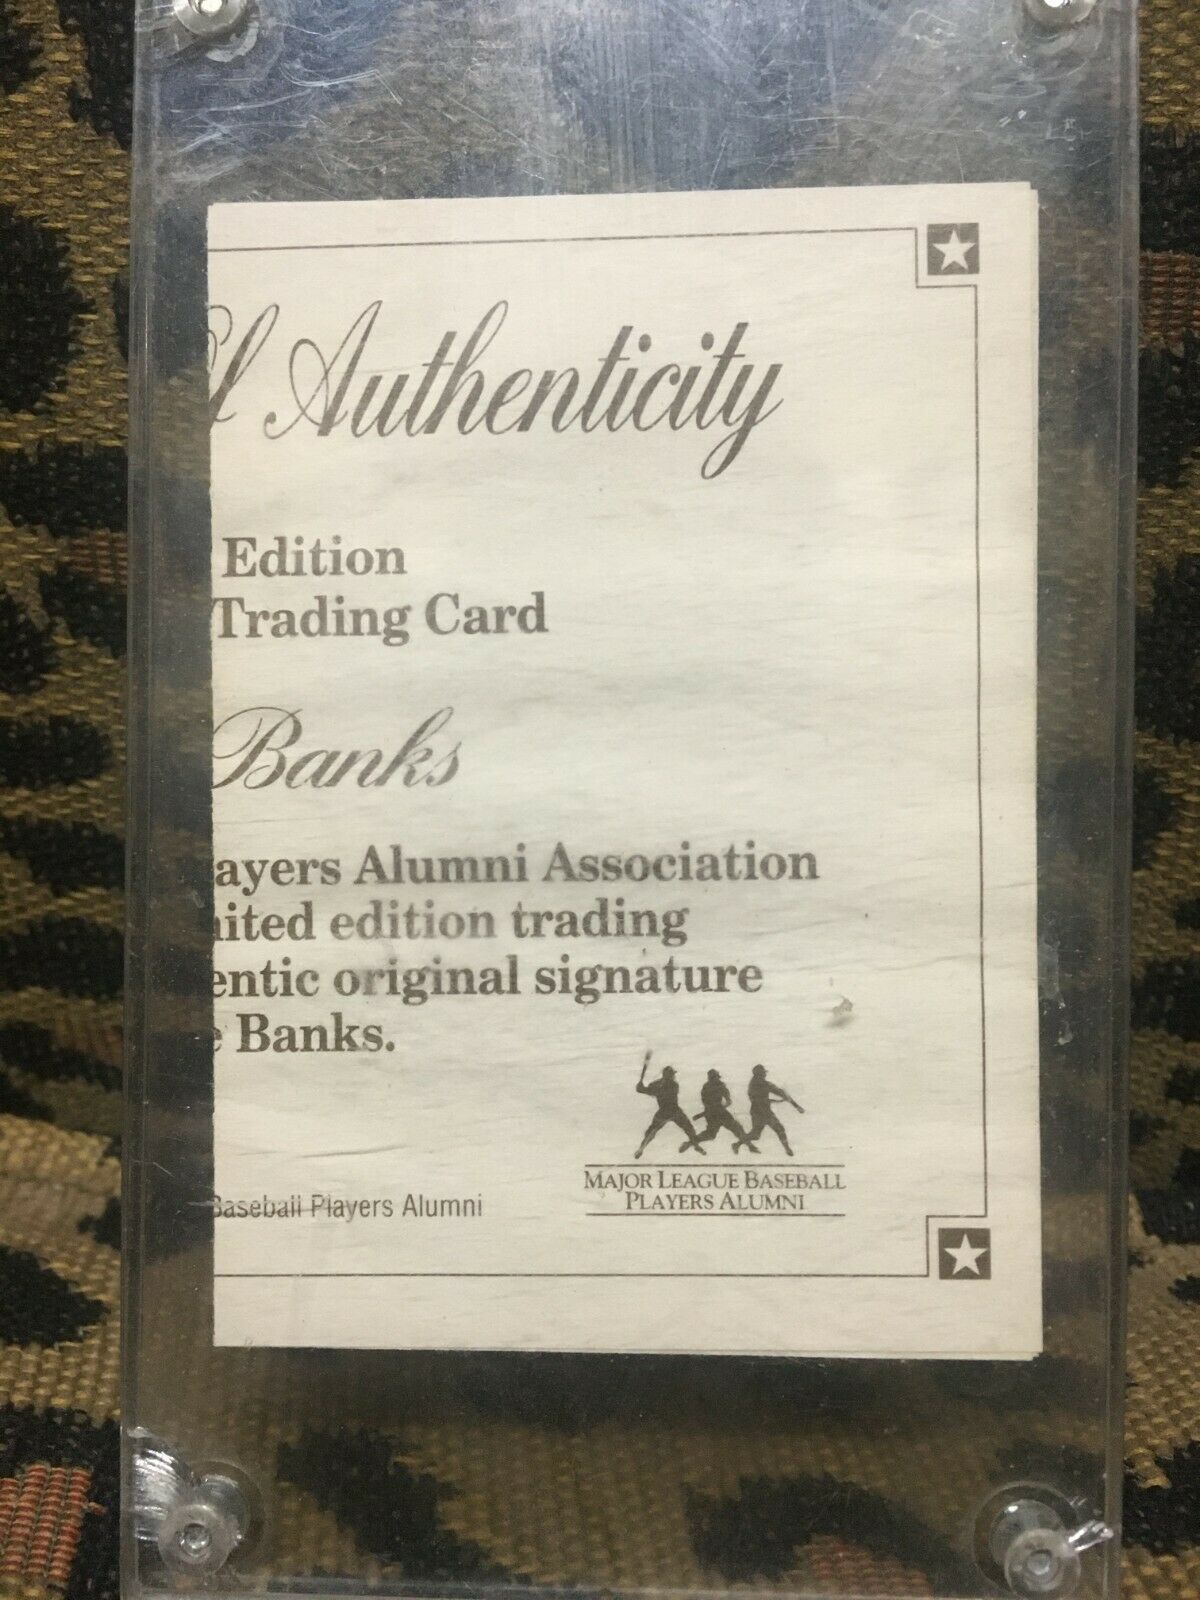 Of Authenticity
Edition
Trading Card
Banks
ayers Alumni Association
ited edition trading
entic original signature
e Banks.
MAJOR LEAGUE BASEBALL
PLAYERS ALUMNI
Baseball Players Alumni